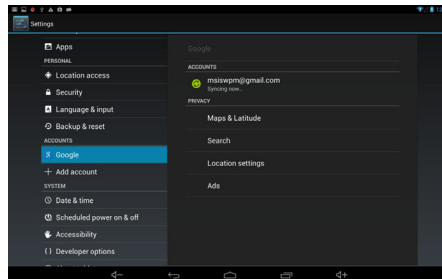 Settings
Apps
PERSONAL
Location access
Security
Language & input
Backup & reset
ACCOUNTS
Google
Add account
SYSTEM
Date & time
Scheduled power on & off
Accessibility
Developer options
Google
ACCOUNTS
msiswpm@gmail.com
Syncing now...
PRIVACY
Maps & Latitude
Search
Location settings
Ads